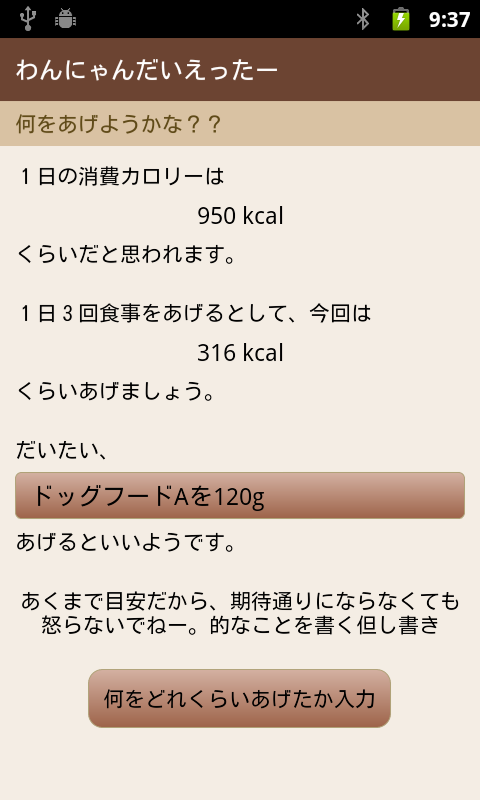 9:37
わんにゃんだいえったー
何をあげようかな？？
１日の消費カロリーは
950 kcal
くらいだと思われます。
１日３回食事をあげるとして、今回は
316 kcal
くらいあげましょう。
だいたい、
ドッグフードAを120g
あげるといいようです。
あくまで目安だから、期待通りにならなくても
怒らないでねー。的なことを書く但し書き
何をどれくらいあげたか入力